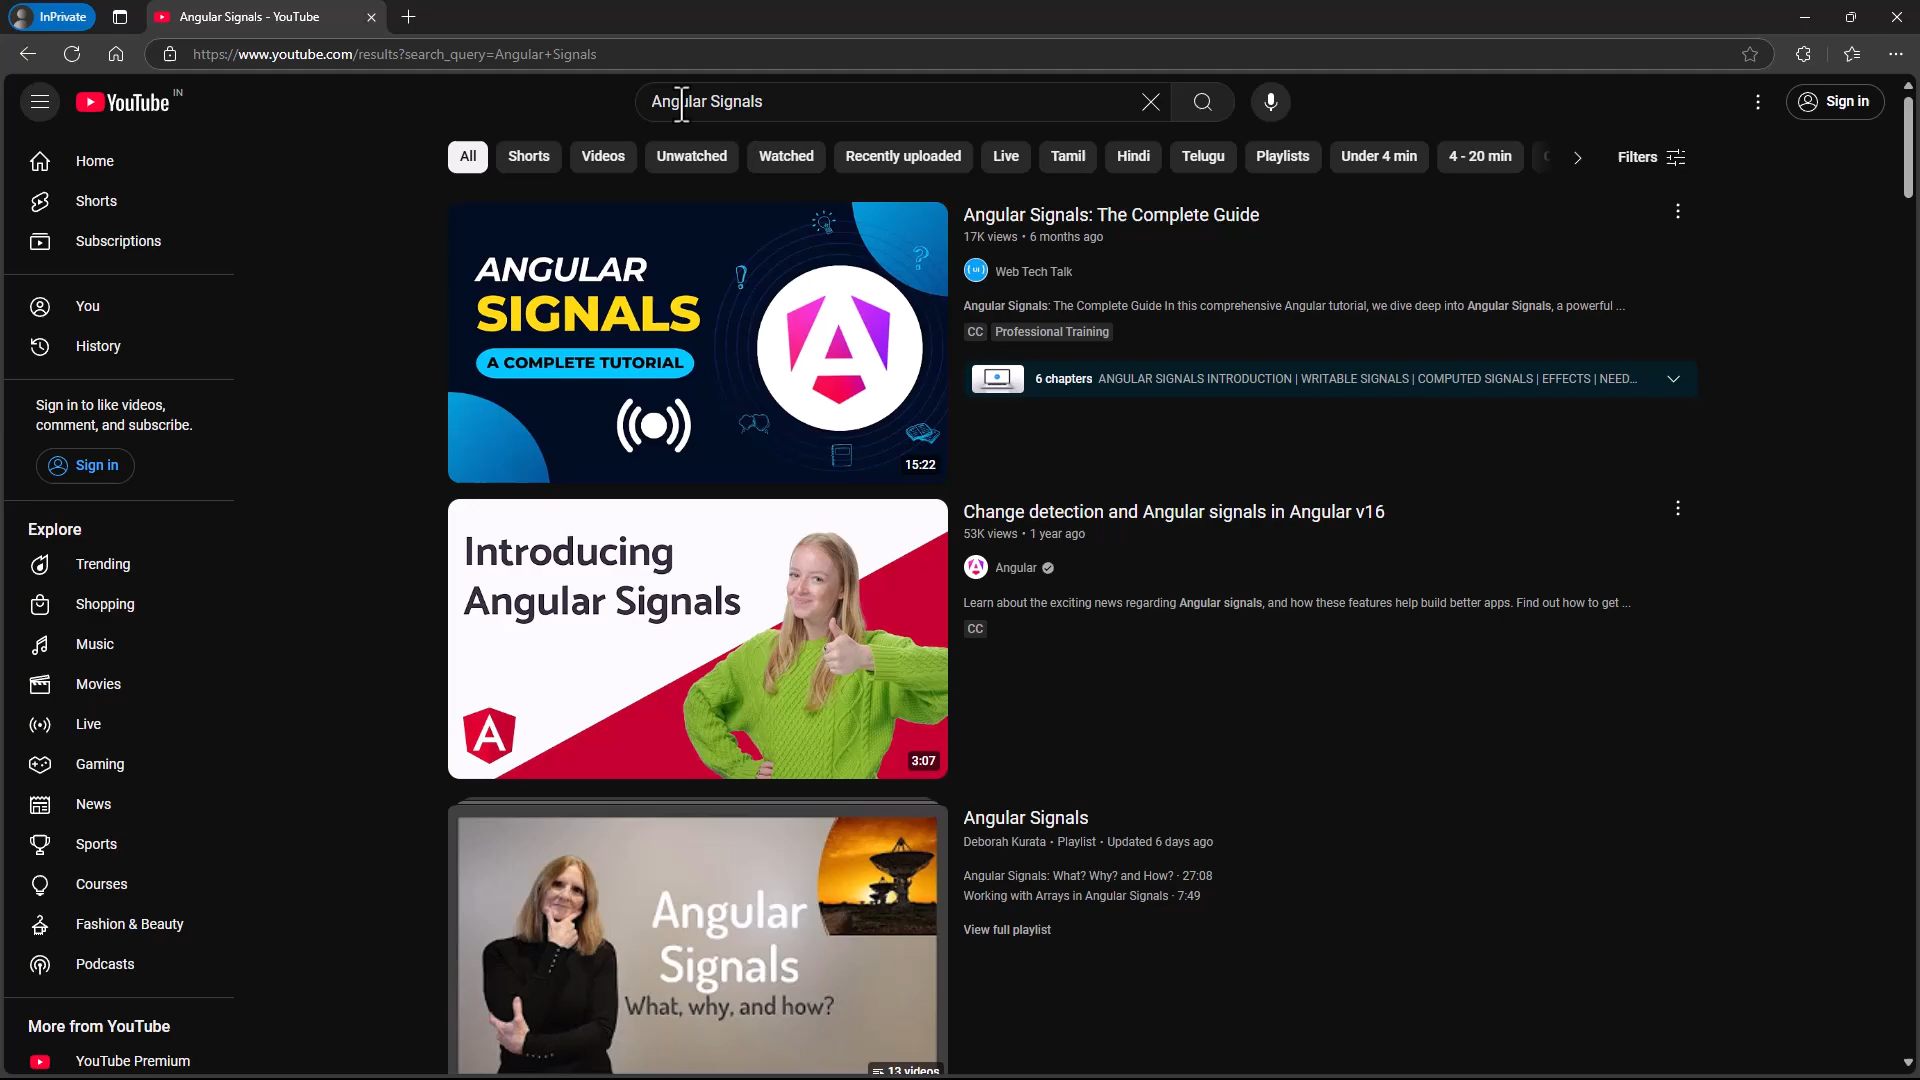 InPrivate
Angular Signals - YouTube
https://www.youtube.com/results?search_query=Angular+Signals
YouTube IN
Angular Signals
Sign in
Home
Shorts
Subscriptions
You
History
Sign in to like videos,
comment, and subscribe.
Sign in
Explore
Trending
Shopping
Music
Movies
Live
Gaming
News
Sports
Courses
Fashion & Beauty
Podcasts
More from YouTube
YouTube Premium
All
Shorts
Videos
Unwatched
Watched
Recently uploaded
Live
Tamil
Hindi
Telugu
Playlists
Under 4 min
4 - 20 min
Filters
ANGULAR
SIGNALS
A COMPLETE TUTORIAL
15:22
Angular Signals: The Complete Guide
17K views • 6 months ago
Web Tech Talk
Angular Signals: The Complete Guide In this comprehensive Angular tutorial, we dive deep into Angular Signals, a powerful ...
CC Professional Training
6 chapters ANGULAR SIGNALS INTRODUCTION | WRITABLE SIGNALS | COMPUTED SIGNALS | EFFECTS | NEED...
Introducing
Angular Signals
3:07
Change detection and Angular signals in Angular v16
53K views • 1 year ago
Angular
Learn about the exciting news regarding Angular signals, and how these features help build better apps. Find out how to get ...
CC
Angular
Signals
What, why, and how?
13 videos
Angular Signals
Deborah Kurata • Playlist • Updated 6 days ago
Angular Signals: What? Why? and How? · 27:08
Working with Arrays in Angular Signals · 7:49
View full playlist